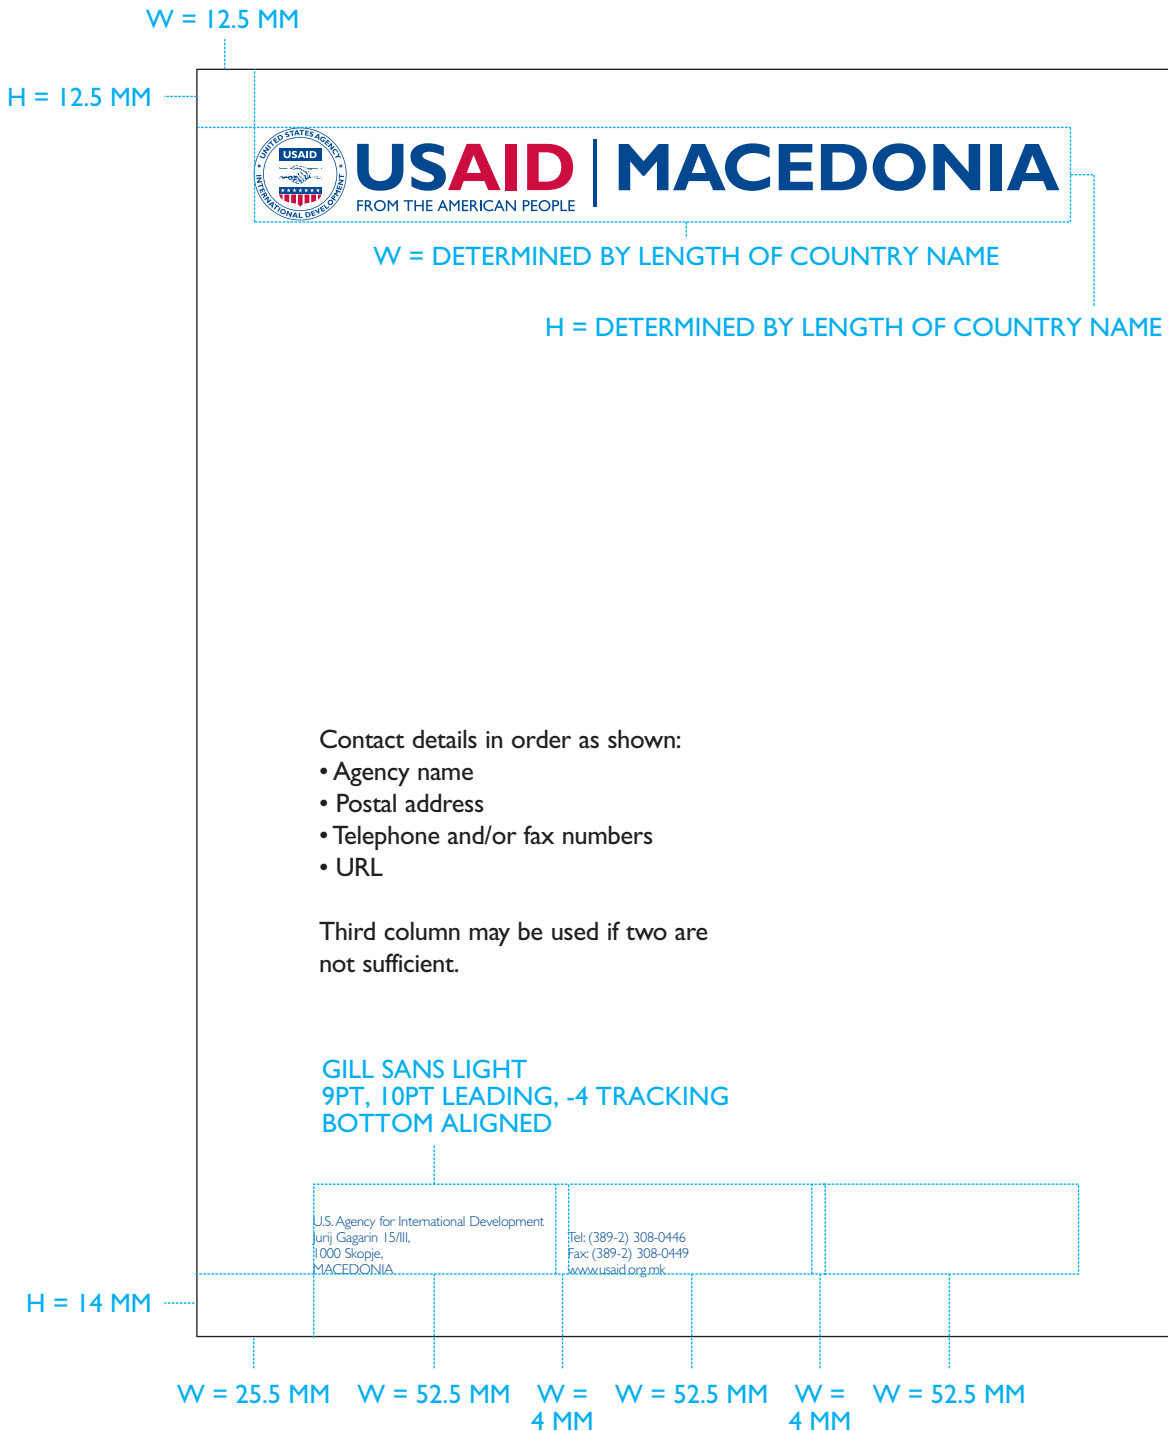 W = 12.5 MM
H = 12.5 MM
UNITED STATES AGENCY
USAID
INTERNATIONAL DEVELOPMENT
USAID | MACEDONIA
FROM THE AMERICAN PEOPLE
W = DETERMINED BY LENGTH OF COUNTRY NAME
H = DETERMINED BY LENGTH OF COUNTRY NAME
Contact details in order as shown:
• Agency name
• Postal address
• Telephone and/or fax numbers
• URL
Third column may be used if two are
not sufficient.
GILL SANS LIGHT
9PT, 10PT LEADING, -4 TRACKING
BOTTOM ALIGNED
U.S. Agency for International Development
Jurij Gagarin 15/III,
1000 Skopje,
MACEDONIA
Tel: (389-2) 308-0446
Fax: (389-2) 308-0449
www.usaid.org.mk
H = 14 MM
W = 25.5 MM
W = 52.5 MM
W =
4 MM
W = 52.5 MM
W =
4 MM
W = 52.5 MM